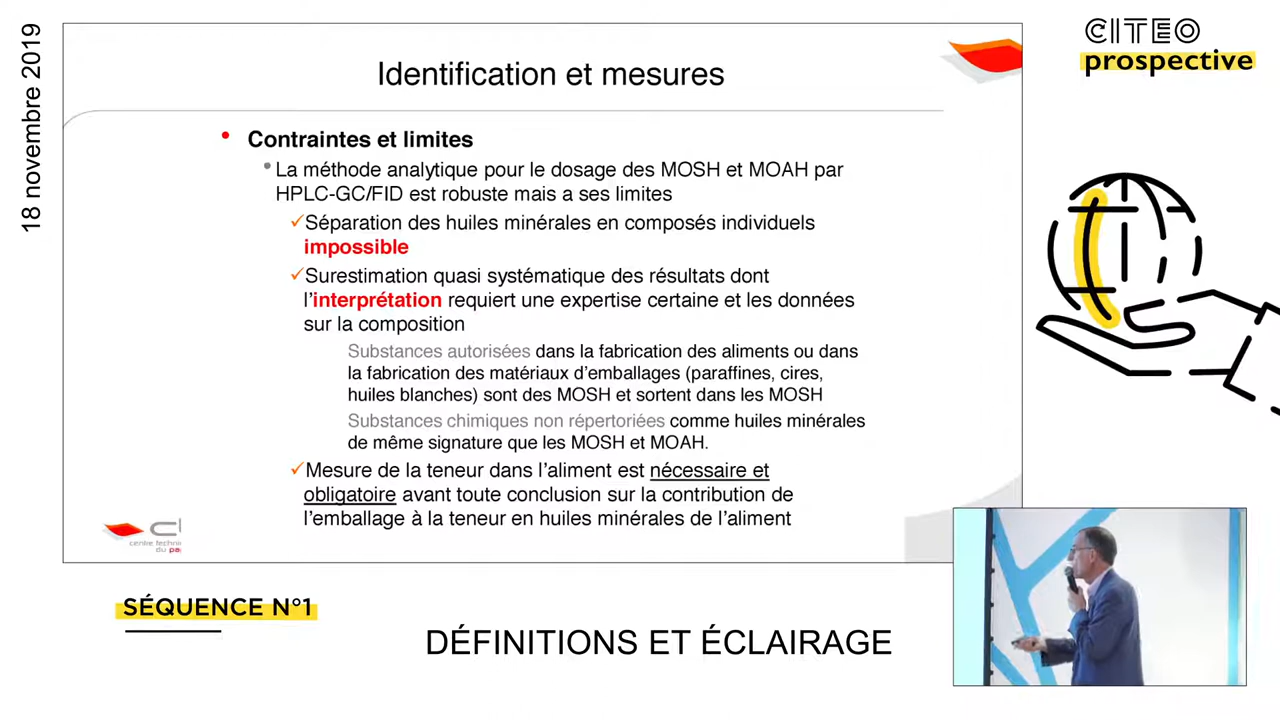 18 novembre 2019
CITEO
prospective
Identification et mesures
Contraintes et limites
La méthode analytique pour le dosage des MOSH et MOAH par
HPLC-GC/FID est robuste mais a ses limites
Séparation des huiles minérales en composés individuels
impossible
Surestimation quasi systématique des résultats dont
l'interprétation requiert une expertise certaine et les données
sur la composition
Substances autorisées dans la fabrication des aliments ou dans
la fabrication des matériaux d'emballages (paraffines, cires,
huiles blanches) sont des MOSH et sortent dans les MOSH
Substances chimiques non répertoriées comme huiles minérales
de même signature que les MOSH et MOAH.
Mesure de la teneur dans l'aliment est nécessaire et
obligatoire avant toute conclusion sur la contribution de
l'emballage à la teneur en huiles minérales de l'aliment
centre techni
du pa
SÉQUENCE N°1
DÉFINITIONS ET ÉCLAIRAGE